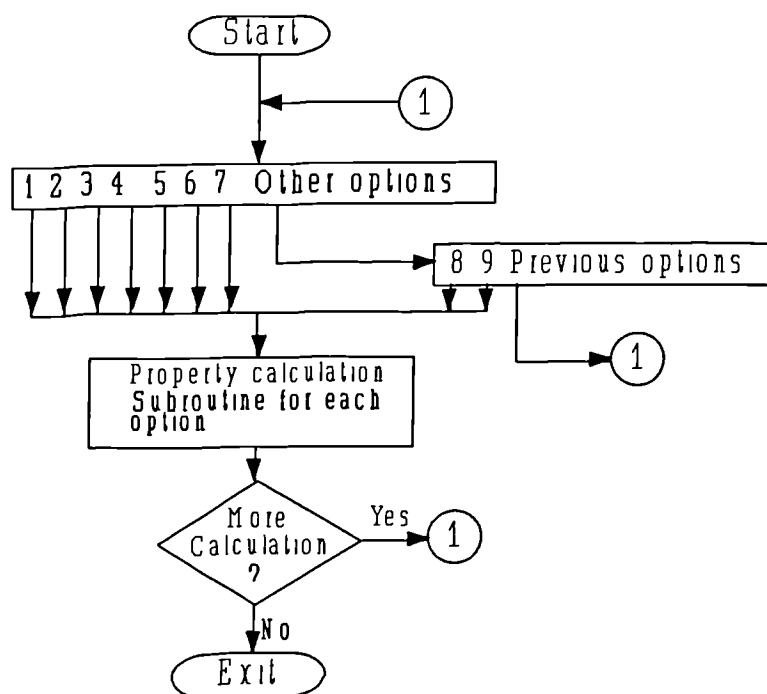 Start
1
1 2 3 4 5 6 7 Other options
8 9 Previous options
1
Property calculation
Subroutine for each
option
More
Calculation
?
Yes
1
No
Exit